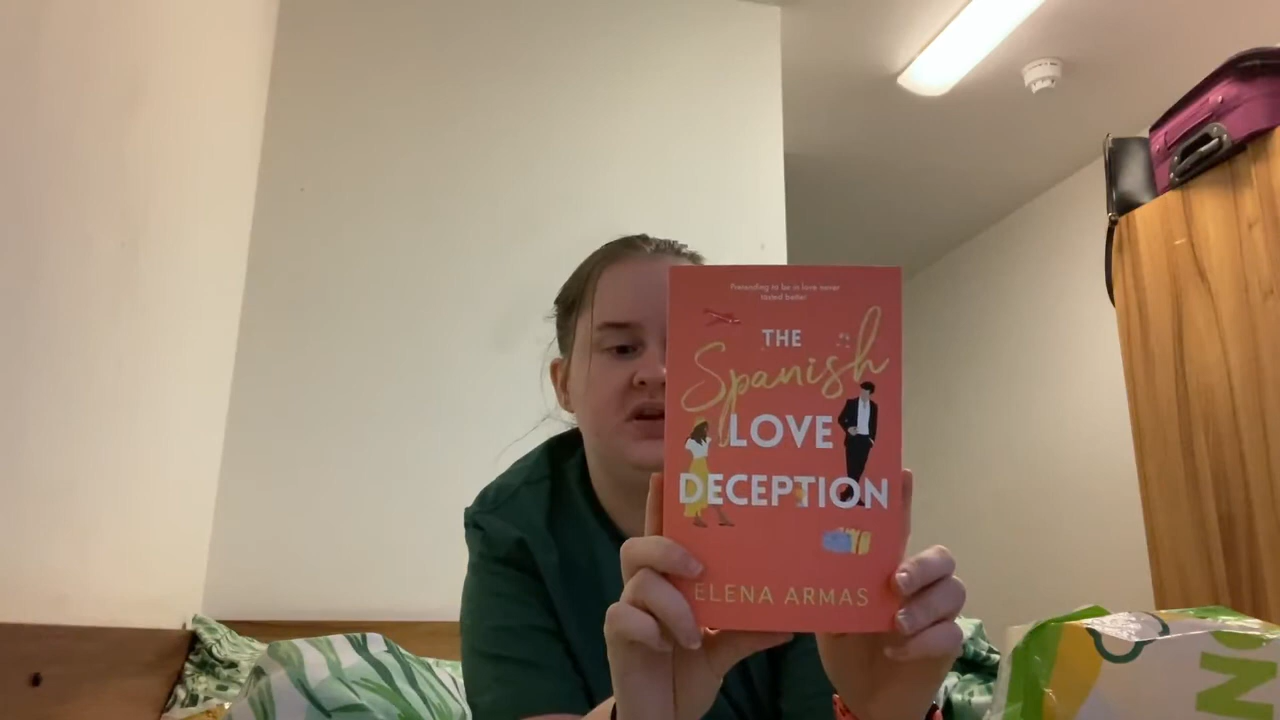 Pretending to be in love never
tasted better
THE
Spanish
LOVE
DECEPTION
ELENA ARMAS